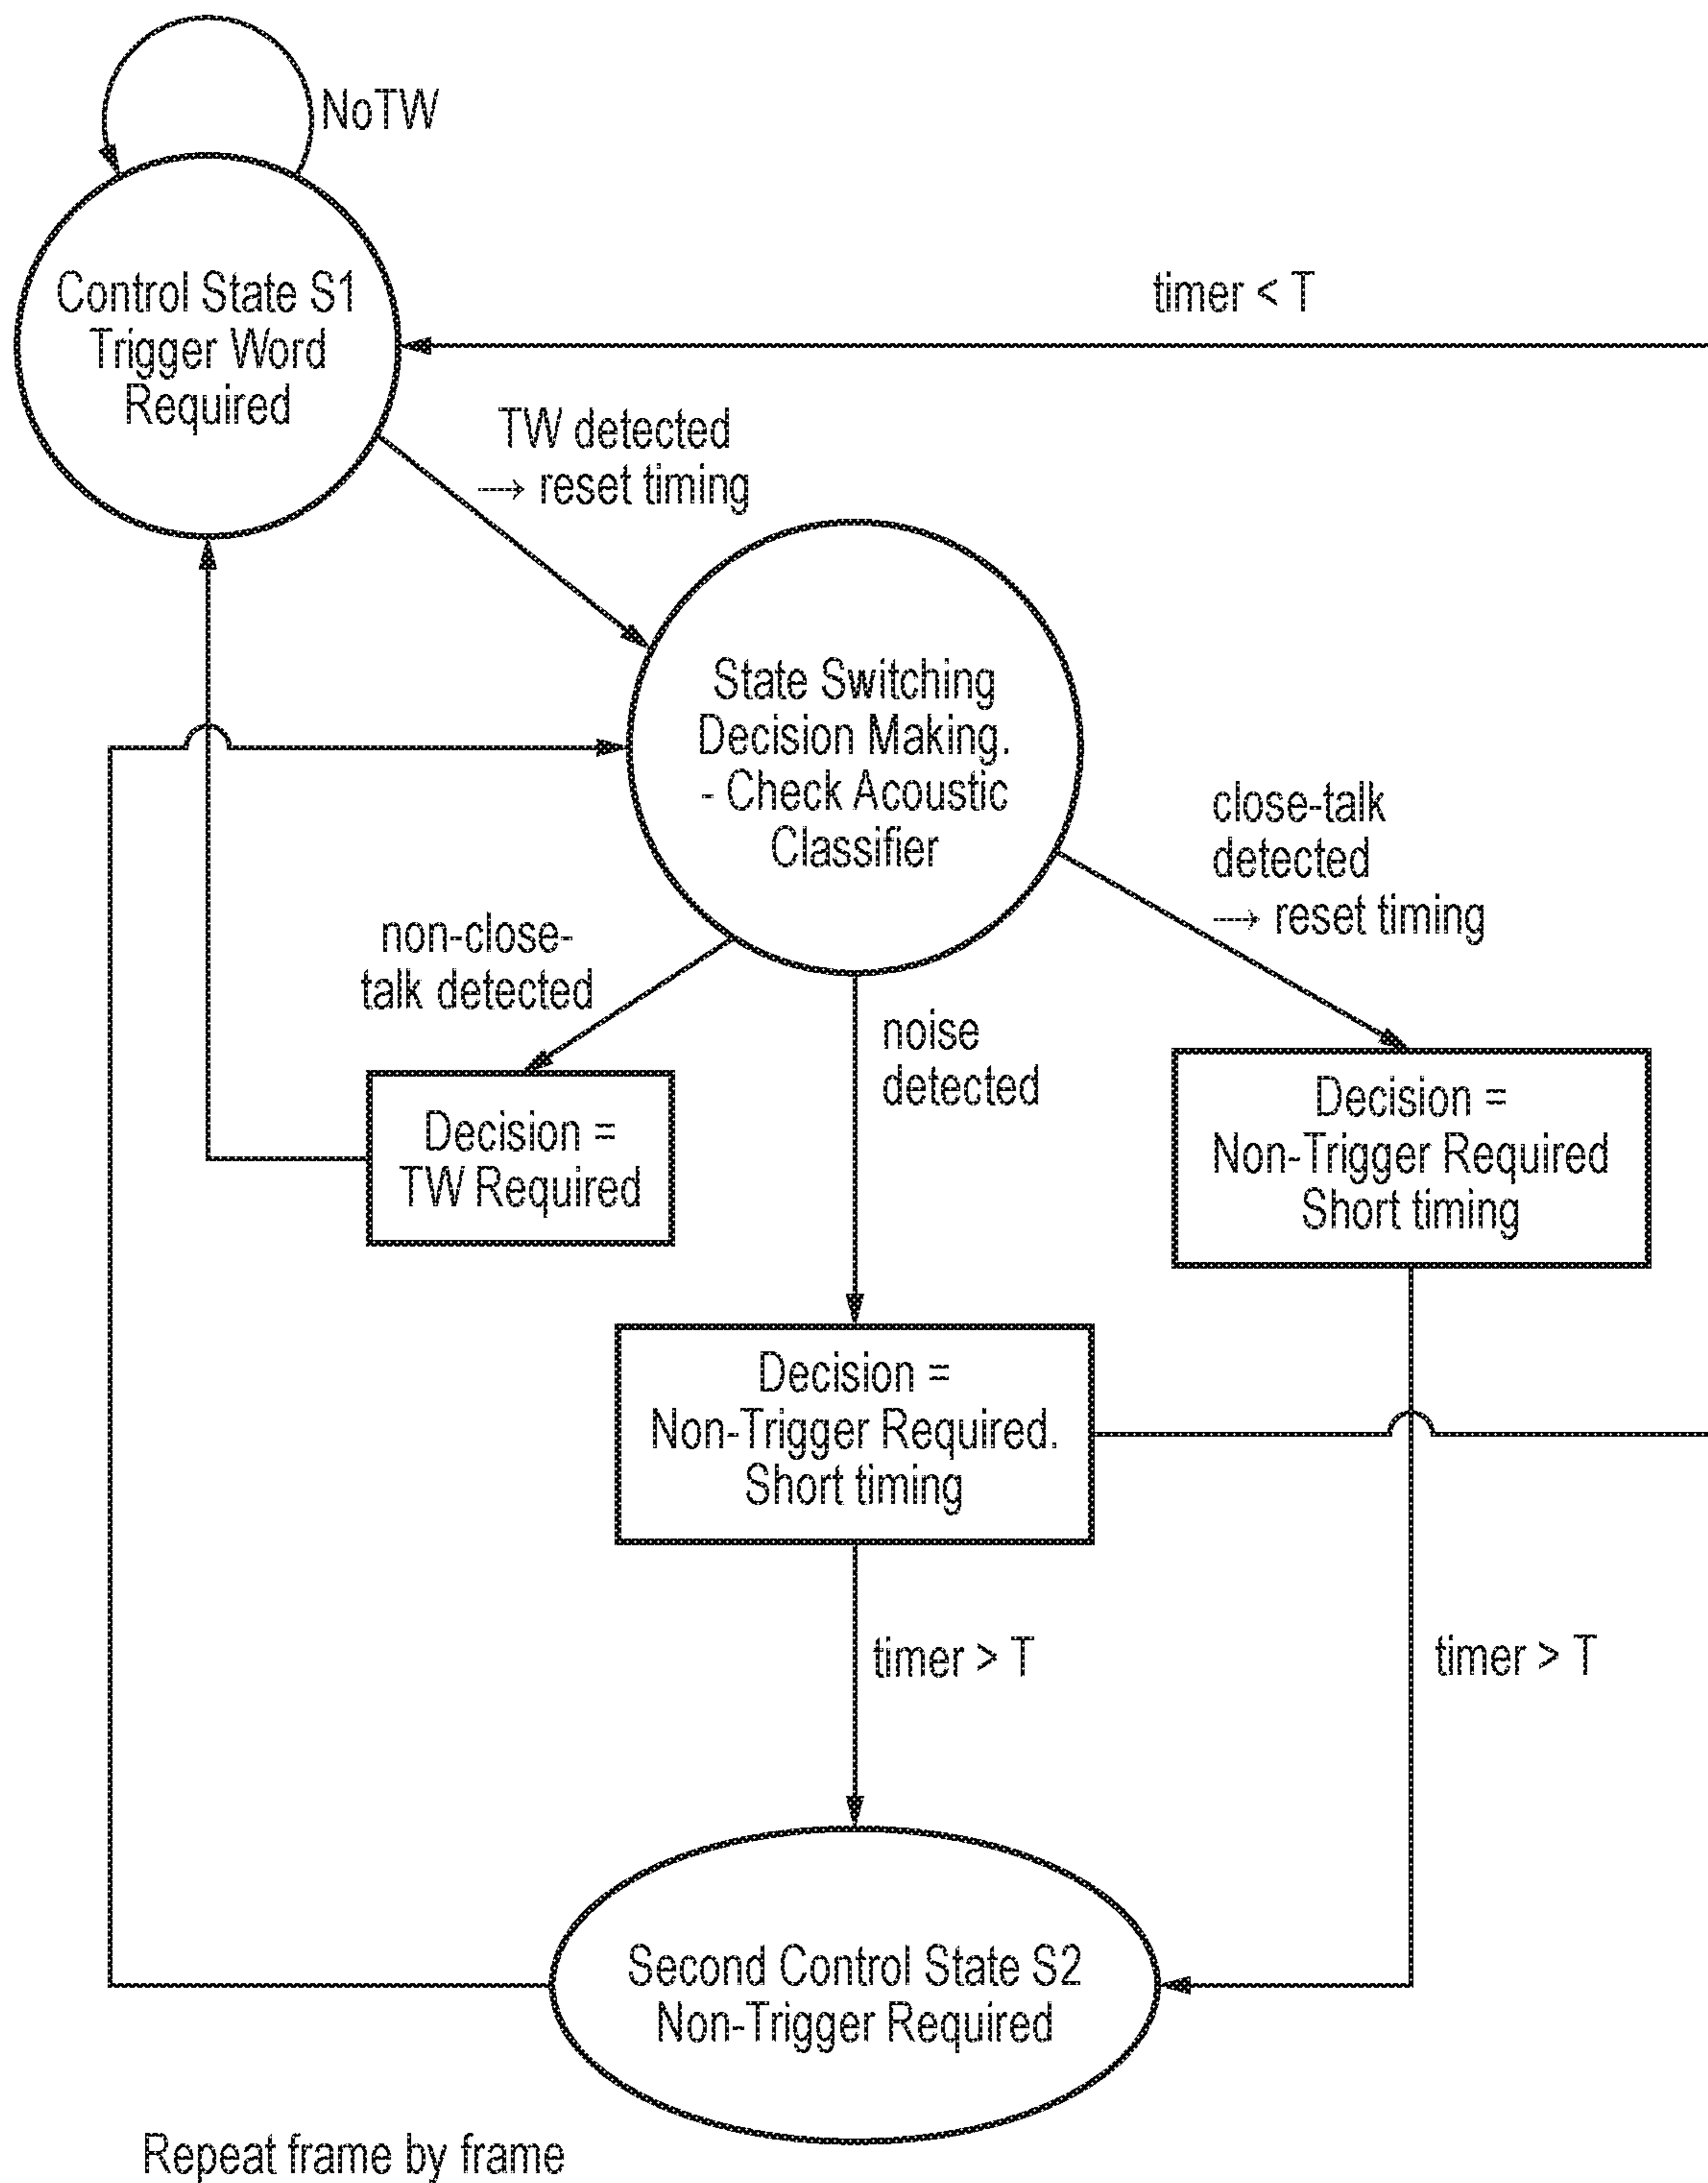 NoTW
Control State S1
Trigger Word
Required
timer < T
TW detected
→ reset timing
State Switching
Decision Making.
- Check Acoustic
Classifier
close-talk
detected
→ reset timing
non-close-
talk detected
noise
detected
Decision =
TW Required
Decision =
Non-Trigger Required
Short timing
Decision =
Non-Trigger Required.
Short timing
timer > T
timer > T
Second Control State S2
Non-Trigger Required
Repeat frame by frame